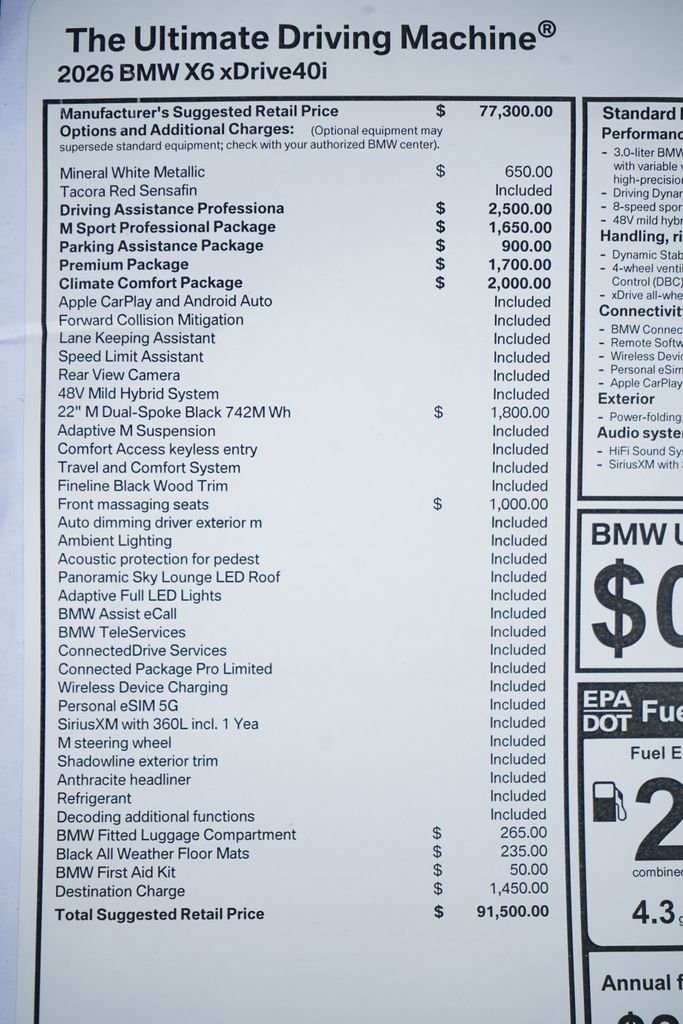 The Ultimate Driving Machine®
2026 BMW X6 xDrive40i
Manufacturer's Suggested Retail Price $ 77,300.00
Options and Additional Charges: (Optional equipment may
supersede standard equipment; check with your authorized BMW center).
Mineral White Metallic $ 650.00
Tacora Red Sensafin Included
Driving Assistance Professiona $ 2,500.00
M Sport Professional Package $ 1,650.00
Parking Assistance Package $ 900.00
Premium Package $ 1,700.00
Climate Comfort Package $ 2,000.00
Apple CarPlay and Android Auto Included
Forward Collision Mitigation Included
Lane Keeping Assistant Included
Speed Limit Assistant Included
Rear View Camera Included
48V Mild Hybrid System Included
22" M Dual-Spoke Black 742M Wh $ 1,800.00
Adaptive M Suspension Included
Comfort Access keyless entry Included
Travel and Comfort System Included
Fineline Black Wood Trim Included
Front massaging seats $ 1,000.00
Auto dimming driver exterior m Included
Ambient Lighting Included
Acoustic protection for pedest Included
Panoramic Sky Lounge LED Roof Included
Adaptive Full LED Lights Included
BMW Assist eCall Included
BMW TeleServices Included
ConnectedDrive Services Included
Connected Package Pro Limited Included
Wireless Device Charging Included
Personal eSIM 5G Included
SiriusXM with 360L incl. 1 Yea Included
M steering wheel Included
Shadowline exterior trim Included
Anthracite headliner Included
Refrigerant Included
Decoding additional functions Included
BMW Fitted Luggage Compartment $ 265.00
Black All Weather Floor Mats $ 235.00
BMW First Aid Kit $ 50.00
Destination Charge $ 1,450.00
Total Suggested Retail Price $ 91,500.00
Standard
Performanc
- 3.0-liter BMW
with variable
high-precision
- Driving Dynam
- 8-speed spor
- 48V mild hybr
Handling, ri
- Dynamic Stab
- 4-wheel venti
Control (DBC)
- xDrive all-whe
Connectivit
- BMW Connec
- Remote Softw
- Wireless Devic
- Personal eSim
- Apple CarPlay
Exterior
- Power-folding,
Audio syste
- HiFi Sound Sy
- SiriusXM with
BMW U
$0
EPA
DOT
Fue
Fuel E
2
combine
4.3
Annual f